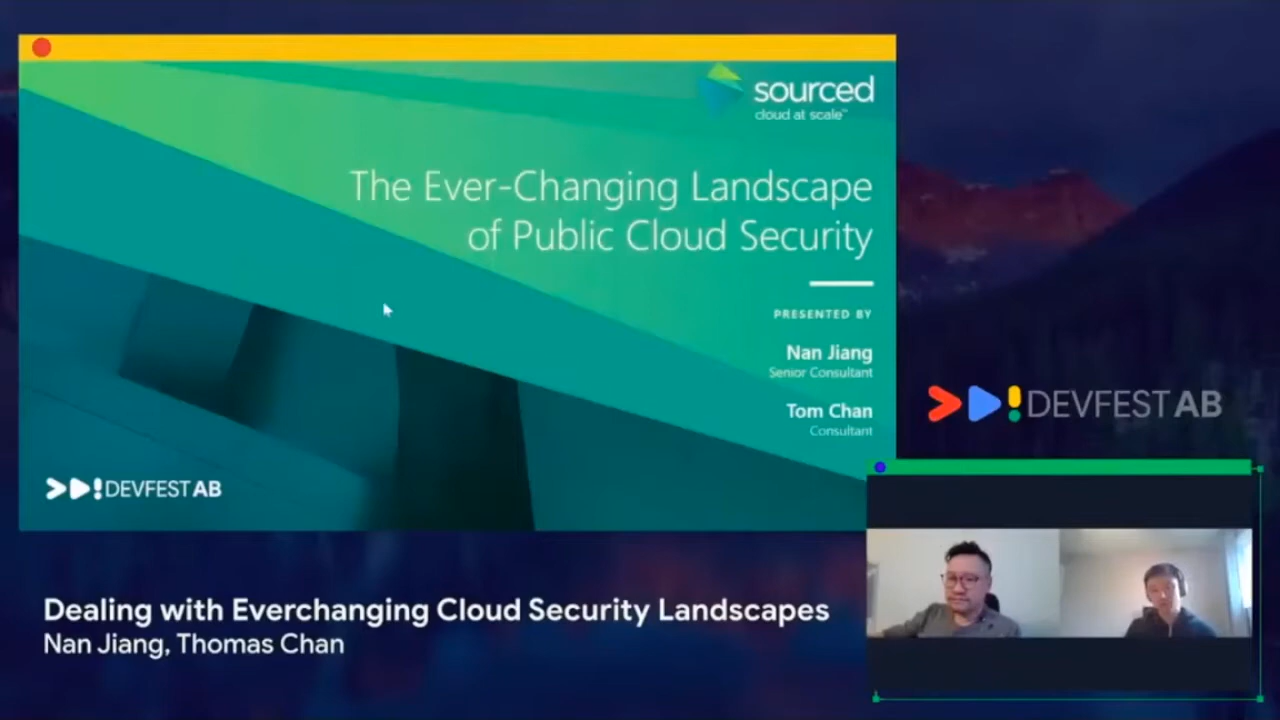 sourced
cloud at scale™
The Ever-Changing Landscape
of Public Cloud Security
PRESENTED BY
Nan Jiang
Senior Consultant
Tom Chan
Consultant
DEVFEST AB
DEVFEST AB
Dealing with Everchanging Cloud Security Landscapes
Nan Jiang, Thomas Chan